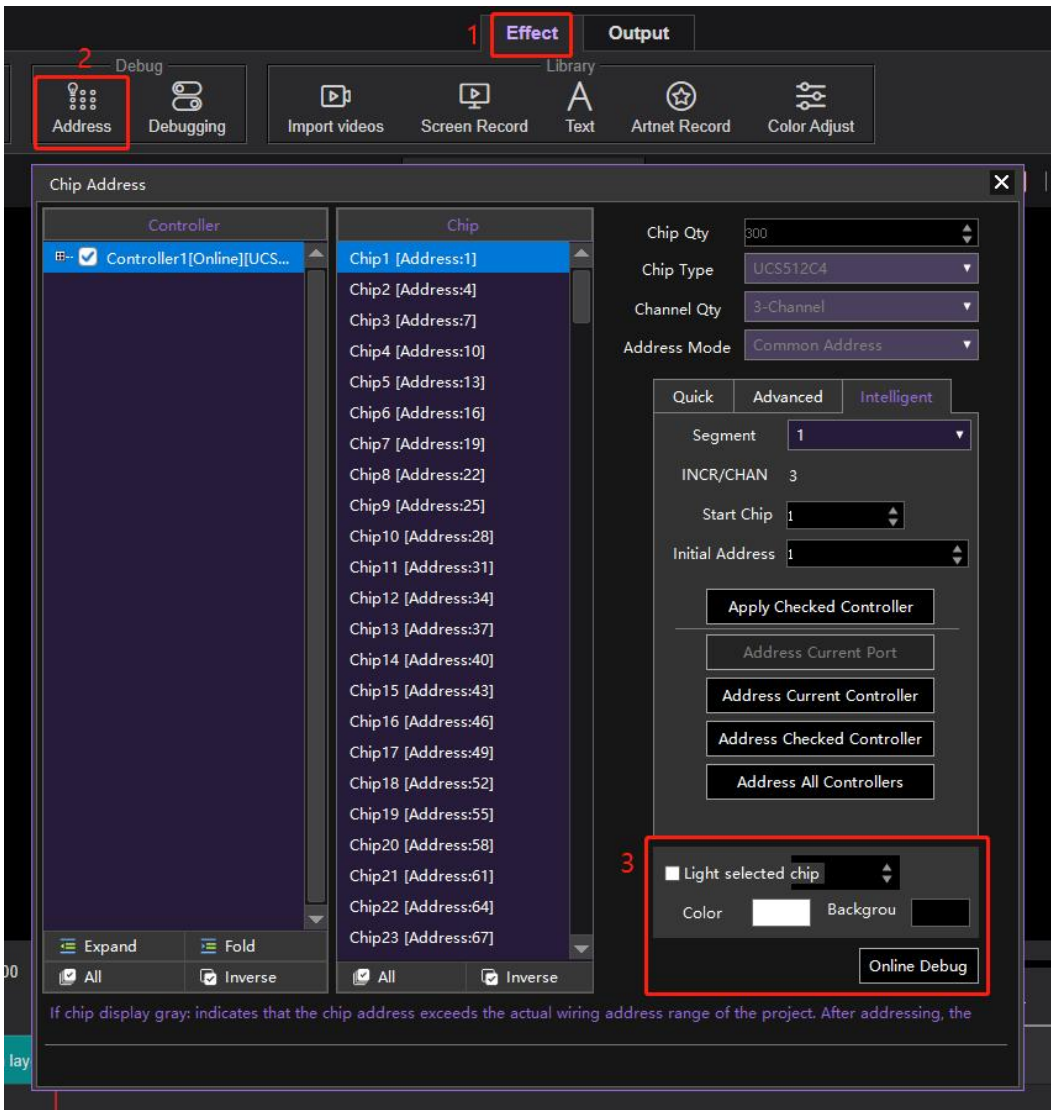 1 Effect Output
2 Debug Library
Address Debugging Import videos Screen Record Text Artnet Record Color Adjust
Chip Address
Controller Chip
Controller1[Online][UCS...
Chip1 [Address:1]
Chip2 [Address:4]
Chip3 [Address:7]
Chip4 [Address:10]
Chip5 [Address:13]
Chip6 [Address:16]
Chip7 [Address:19]
Chip8 [Address:22]
Chip9 [Address:25]
Chip10 [Address:28]
Chip11 [Address:31]
Chip12 [Address:34]
Chip13 [Address:37]
Chip14 [Address:40]
Chip15 [Address:43]
Chip16 [Address:46]
Chip17 [Address:49]
Chip18 [Address:52]
Chip19 [Address:55]
Chip20 [Address:58]
Chip21 [Address:61]
Chip22 [Address:64]
Chip23 [Address:67]
Expand Fold
All Inverse
All Inverse
Chip Qty 300
Chip Type UCS512C4
Channel Qty 3-Channel
Address Mode Common Address
Quick Advanced Intelligent
Segment 1
INCR/CHAN 3
Start Chip 1
Initial Address 1
Apply Checked Controller
Address Current Port
Address Current Controller
Address Checked Controller
Address All Controllers
3
Light selected chip
Color Backgrou
Online Debug
00
If chip display gray: indicates that the chip address exceeds the actual wiring address range of the project. After addressing, the
lay